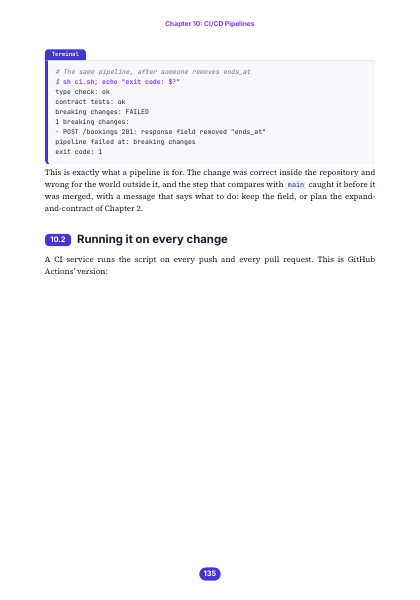 Chapter 10: CI/CD Pipelines
Terminal
# The same pipeline, after someone removes ends_at
$ sh ci.sh; echo "exit code: $?"
type check: ok
contract tests: ok
breaking changes: FAILED
1 breaking changes:
- POST /bookings 201: response field removed "ends_at"
pipeline failed at: breaking changes
exit code: 1
This is exactly what a pipeline is for. The change was correct inside the repository and
wrong for the world outside it, and the step that compares with main caught it before it
was merged, with a message that says what to do: keep the field, or plan the expand-
and-contract of Chapter 2.
10.2 Running it on every change
A CI service runs the script on every push and every pull request. This is GitHub
Actions' version:
135